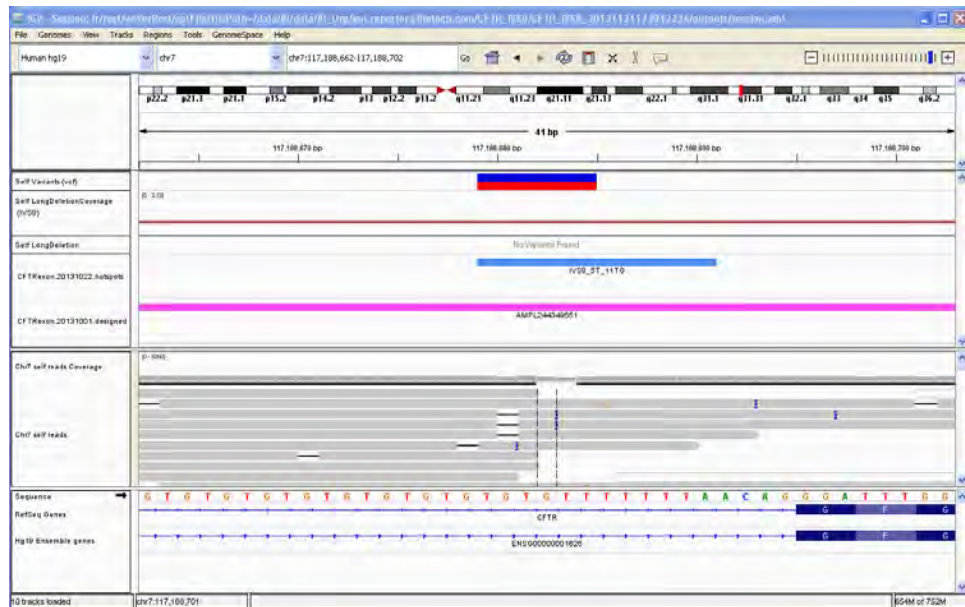 File Genomes View Tracks Regions Tools GenomeSpace Help
Human hg19 chr7 chr7:117,188,662-117,188,702 Go
p22.2 p21.3 p21.1 p15.2 p14.2 p13 p12.2 p11.2 q11.21 q11.23 q21.11 q21.13 q22.1 q31.1 q31.31 q32.1 q33 q34 q35 q36.2
41 bp
117,188,670 bp 117,188,680 bp 117,188,690 bp 117,188,700 bp
Self Variants (vcf)
Self LongDeletionCoverage
(IVS8)
Self LongDeletion
No Variants Found
CFTRexon.20131022.hotspots
IVS8_5T_11TG
CFTRexon.20131001.designed
Chr7 self reads Coverage
Chr7 self reads
Sequence G T G T G T G T G T G T G T G T G T G T T T T T T T A A C A G G G A T T T G G
RefSeq Genes
CFTR
G F G
Hg19 Ensemble genes
G F G
10 tracks loaded chr7:117,188,701